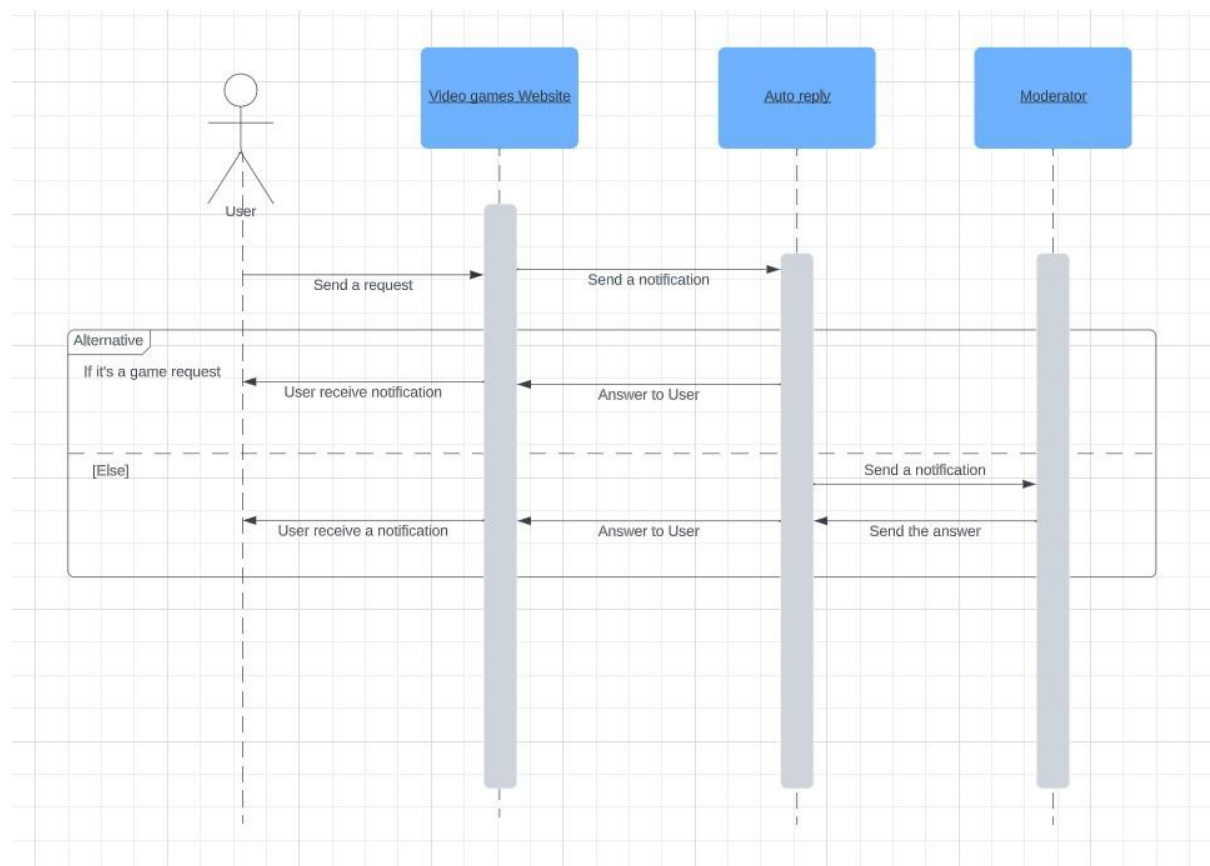 Video games Website
Auto reply
Moderator
User
Send a request
Send a notification
Alternative
If it's a game request
User receive notification
Answer to User
[Else]
Send a notification
User receive a notification
Answer to User
Send the answer